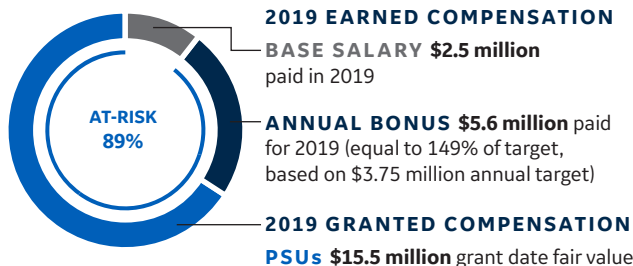 2019 EARNED COMPENSATION
BASE SALARY $2.5 million
paid in 2019
AT-RISK
89%
ANNUAL BONUS $5.6 million paid
for 2019 (equal to 149% of target,
based on $3.75 million annual target)
2019 GRANTED COMPENSATION
PSUs $15.5 million grant date fair value